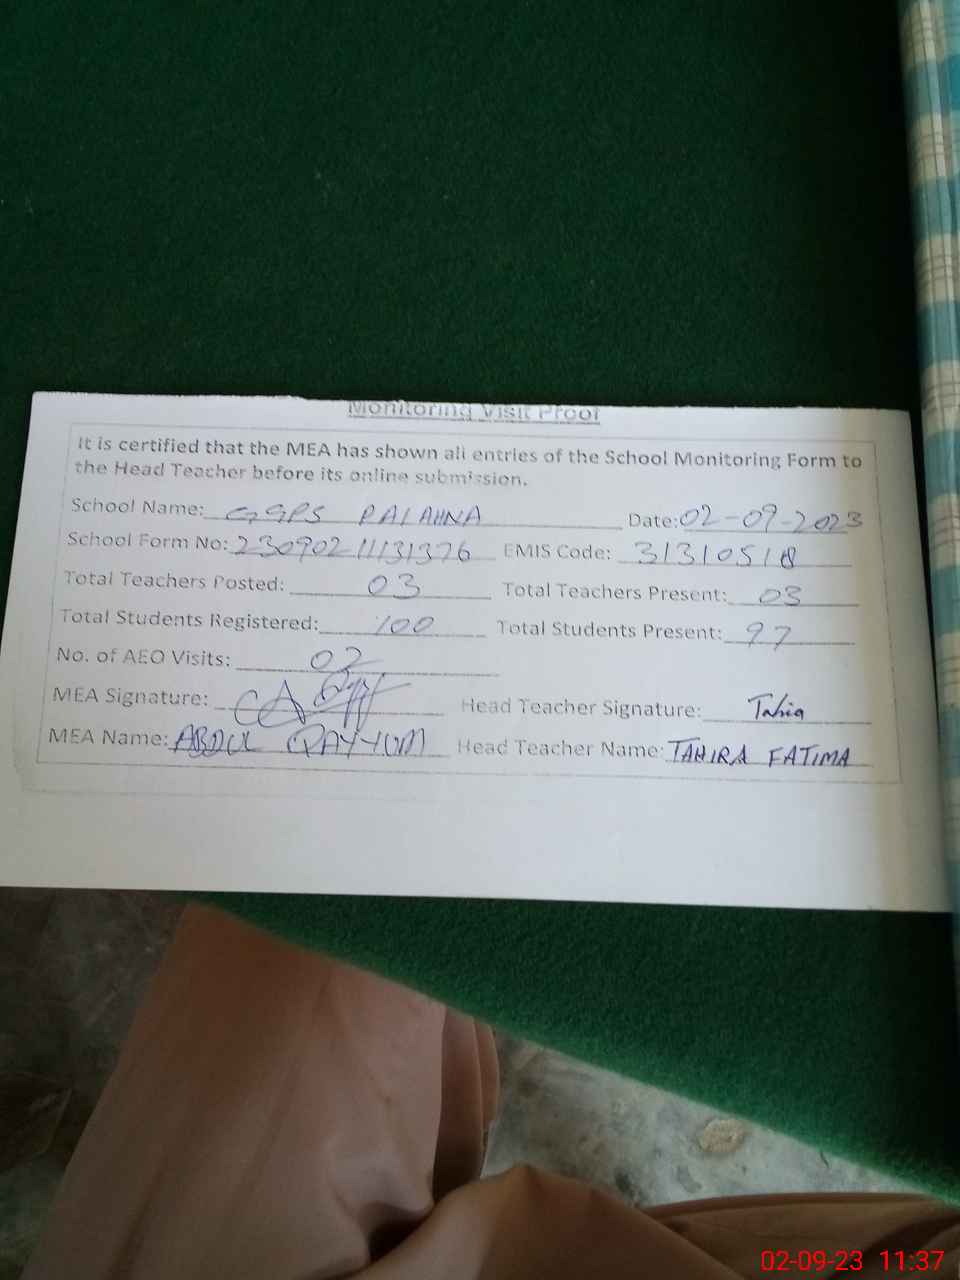 Monitoring Visit Proof
It is certified that the MEA has shown all entries of the School Monitoring Form to
the Head Teacher before its online submission.
School Name: GGPS PALAHNA Date: 02-09-2023
School Form No: 23090211131376 EMIS Code: 31310518
Total Teachers Posted: 03 Total Teachers Present: 03
Total Students Registered: 100 Total Students Present: 97
No. of AEO Visits: 02
MEA Signature: Head Teacher Signature: Tahira
MEA Name: ABDUL QAYYUM Head Teacher Name: TAHIRA FATIMA
02-09-23 11:37